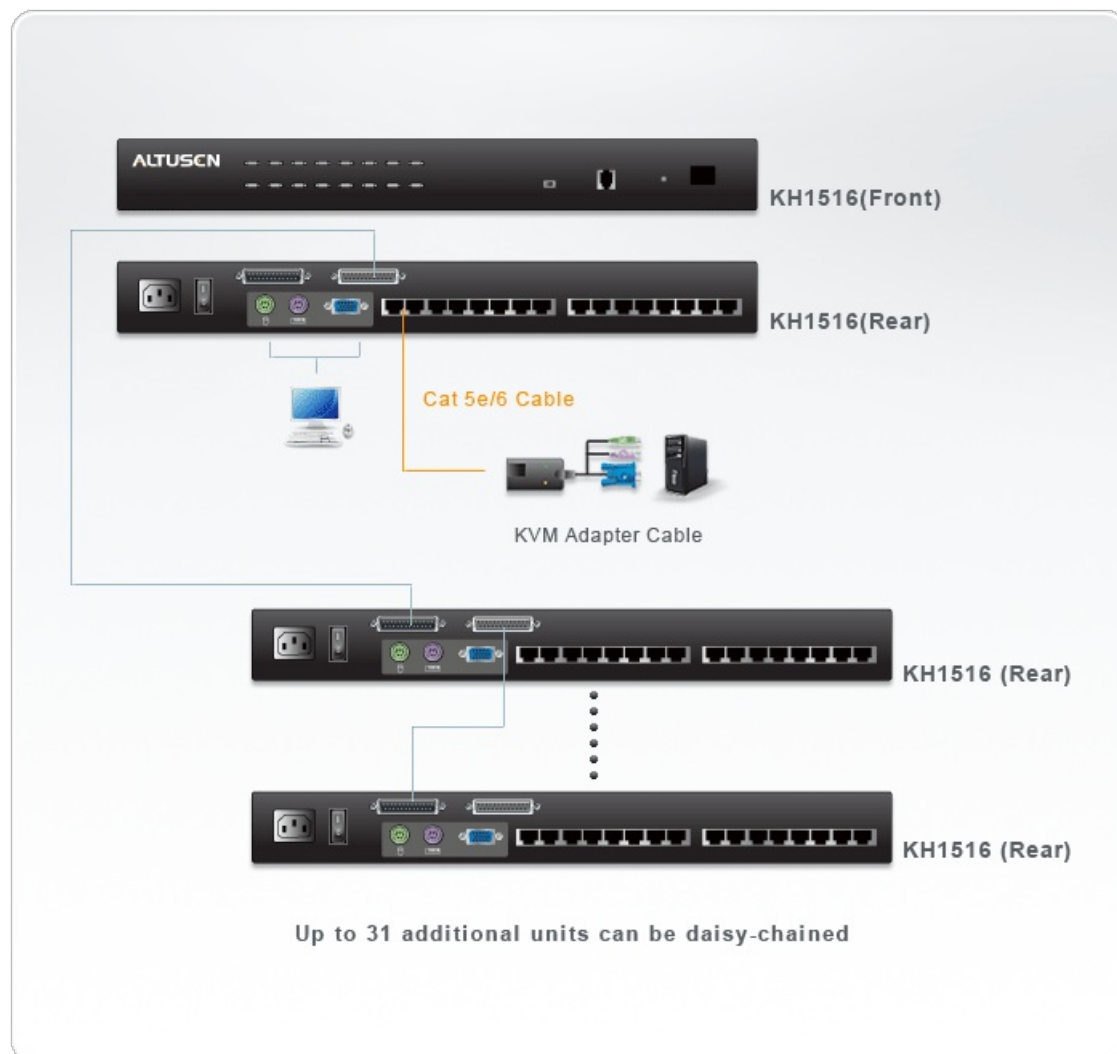 ALTUSCN
KH1516(Front)
KH1516(Rear)
Cat 5e/6 Cable
KVM Adapter Cable
KH1516 (Rear)
KH1516 (Rear)
Up to 31 additional units can be daisy-chained